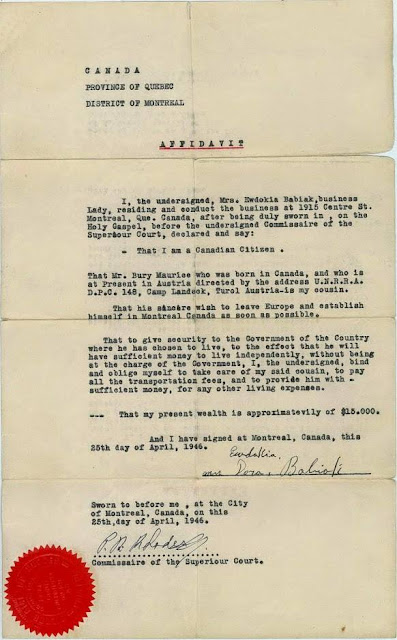 CANADA
PROVINCE OF QUEBEC
DISTRICT OF MONTREAL
AFFIDAVIT
I, the undersigned, Mrs. Ewdokia Babiak,business
Lady, residing and conduct the business at 1915 Centre St.
Montreal, Que. Canada, after being duly sworn in , on the
Holy Gaspel, before the undersigned Commissaire of the
Superiour Court, declared and say:
- That I am a Canadian Citizen .
That Mr. Bury Maurice who was born in Canada, and who is
at Present in Austria directed by the address U.N.R.R.A.
D.P.C. 148, Camp Landeck, Turol Austria-is my cousin.
That his sincere wish to leave Europe and establish
himself in Montreal Canada as soon as possible.
That to give security to the Government of the Country
where he has chosen to live, to the effect that he will
have sufficient money to live independently, without being
at the charge of the Government, I, the undersigned, bind
and oblige myself to take care of my said cousin, to pay
all the transportation fees, and to provide him with -
sufficient money, for any other living expenses.
--- That my present wealth is approximatevily of $15.000.
And I have signed at Montreal, Canada, this
25th day of April, 1946.
Ewdokia.
Babiak
Sworn to before me , at the City
of Montreal, Canada, on this
25th,day of April, 1946.
Commissaire of the Superiour Court.